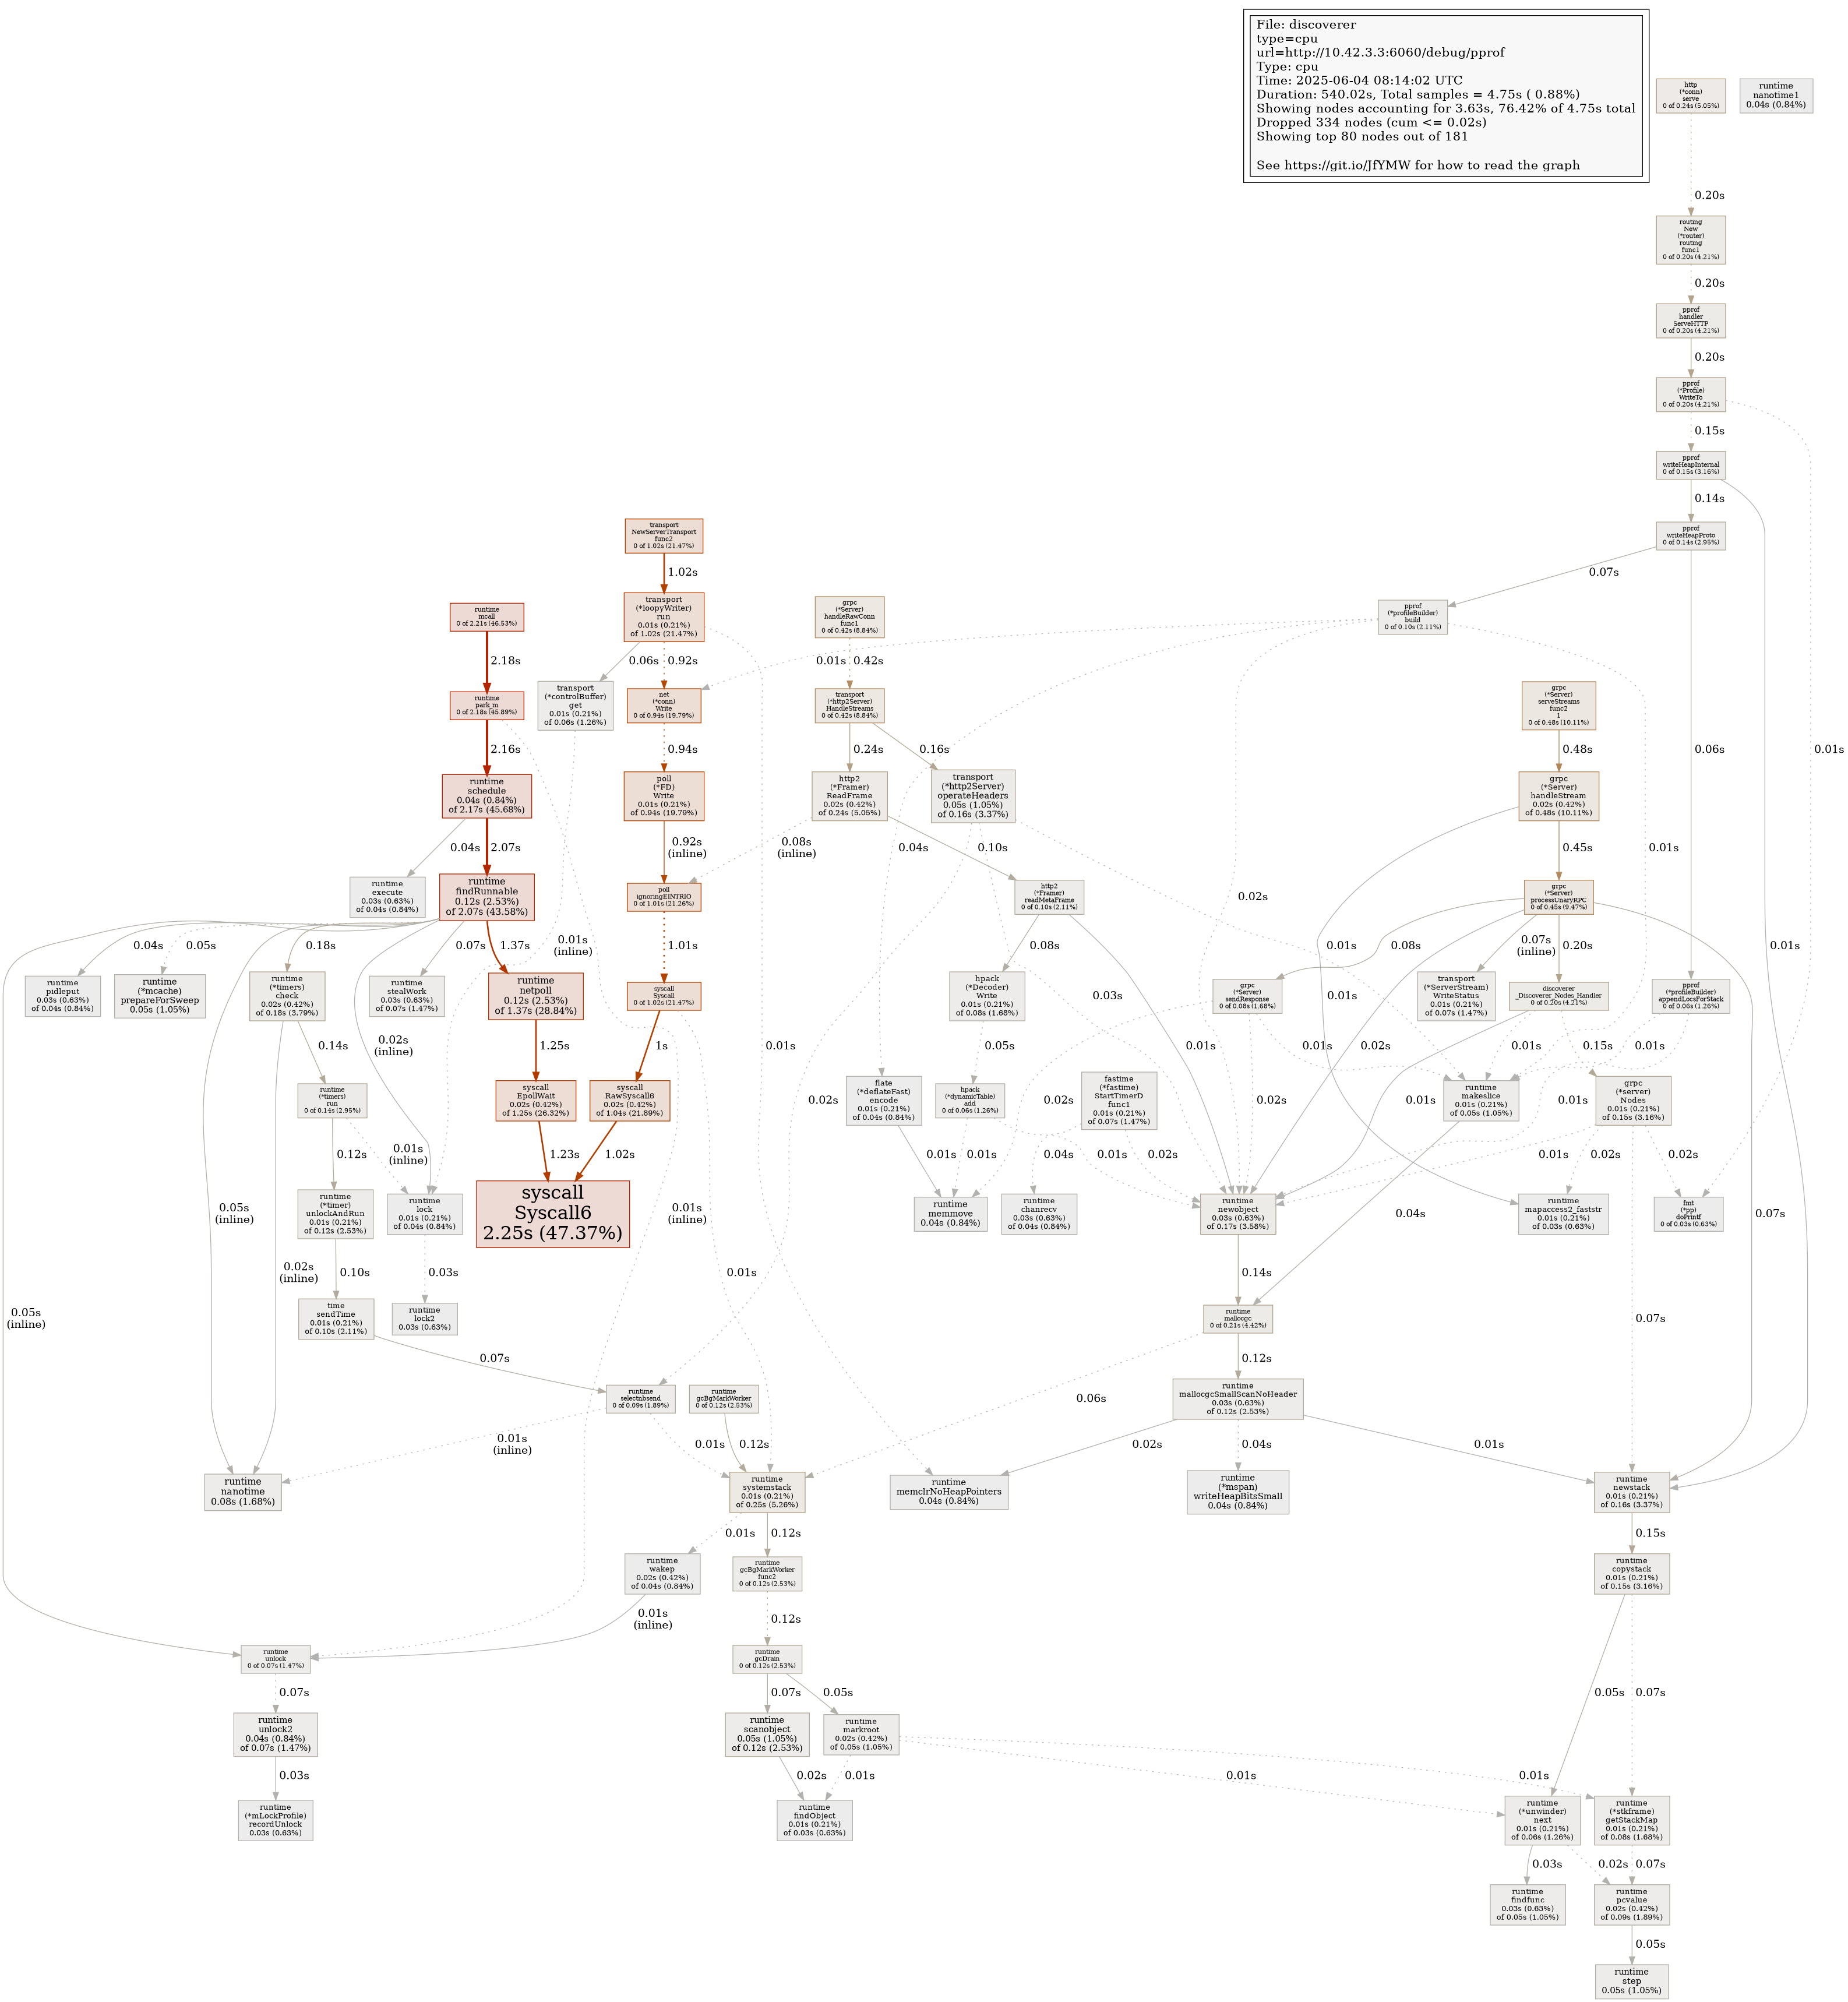 File: discoverer
type=cpu
url=http://10.42.3.3:6060/debug/pprof
Type: cpu
Time: 2025-06-04 08:14:02 UTC
Duration: 540.02s, Total samples = 4.75s ( 0.88%)
Showing nodes accounting for 3.63s, 76.42% of 4.75s total
Dropped 334 nodes (cum <= 0.02s)
Showing top 80 nodes out of 181
See https://git.io/JfYMW for how to read the graph
http
(*conn)
serve
0 of 0.24s (5.05%)
runtime
nanotime1
0.04s (0.84%)
0.20s
routing
New
(*router)
routing
func1
0 of 0.20s (4.21%)
0.20s
pprof
handler
ServeHTTP
0 of 0.20s (4.21%)
0.20s
pprof
(*Profile)
WriteTo
0 of 0.20s (4.21%)
0.15s
pprof
writeHeapInternal
0 of 0.15s (3.16%)
0.14s
transport
NewServerTransport
func2
0 of 1.02s (21.47%)
pprof
writeHeapProto
0 of 0.14s (2.95%)
1.02s
0.07s
runtime
mcall
0 of 2.21s (46.53%)
transport
(*loopyWriter)
run
0.01s (0.21%)
of 1.02s (21.47%)
grpc
(*Server)
handleRawConn
func1
0 of 0.42s (8.84%)
pprof
(*profileBuilder)
build
0 of 0.10s (2.11%)
2.18s
0.06s
0.92s
0.01s
0.42s
runtime
park_m
0 of 2.18s (45.89%)
transport
(*controlBuffer)
get
0.01s (0.21%)
of 0.06s (1.26%)
net
(*conn)
Write
0 of 0.94s (19.79%)
transport
(*http2Server)
HandleStreams
0 of 0.42s (8.84%)
grpc
(*Server)
serveStreams
func2
1
0 of 0.48s (10.11%)
2.16s
0.94s
0.24s
0.16s
0.48s
0.06s
0.01s
runtime
schedule
0.04s (0.84%)
of 2.17s (45.68%)
poll
(*FD)
Write
0.01s (0.21%)
of 0.94s (19.79%)
http2
(*Framer)
ReadFrame
0.02s (0.42%)
of 0.24s (5.05%)
transport
(*http2Server)
operateHeaders
0.05s (1.05%)
of 0.16s (3.37%)
grpc
(*Server)
handleStream
0.02s (0.42%)
of 0.48s (10.11%)
0.04s
2.07s
0.92s
(inline)
0.08s
(inline)
0.04s
0.10s
0.45s
0.01s
runtime
execute
0.03s (0.63%)
of 0.04s (0.84%)
runtime
findRunnable
0.12s (2.53%)
of 2.07s (43.58%)
poll
ignoringEINTRIO
0 of 1.01s (21.26%)
http2
(*Framer)
readMetaFrame
0 of 0.10s (2.11%)
0.02s
grpc
(*Server)
processUnaryRPC
0 of 0.45s (9.47%)
0.04s
0.05s
0.18s
0.07s
1.37s
0.01s
(inline)
1.01s
0.08s
0.01s
0.08s
0.07s
(inline)
0.20s
0.01s
runtime
pidleput
0.03s (0.63%)
of 0.04s (0.84%)
runtime
(*mcache)
prepareForSweep
0.05s (1.05%)
runtime
(*timers)
check
0.02s (0.42%)
of 0.18s (3.79%)
runtime
stealWork
0.03s (0.63%)
of 0.07s (1.47%)
runtime
netpoll
0.12s (2.53%)
of 1.37s (28.84%)
syscall
Syscall
0 of 1.02s (21.47%)
hpack
(*Decoder)
Write
0.01s (0.21%)
of 0.08s (1.68%)
0.03s
0.01s
grpc
(*Server)
sendResponse
0 of 0.08s (1.68%)
transport
(*ServerStream)
WriteStatus
0.01s (0.21%)
of 0.07s (1.47%)
discoverer
_Discoverer_Nodes_Handler
0 of 0.20s (4.21%)
pprof
(*profileBuilder)
appendLocsForStack
0 of 0.06s (1.26%)
0.14s
0.02s
(inline)
1.25s
1s
0.01s
0.05s
0.01s
0.01s
0.02s
0.01s
0.15s
0.01s
runtime
(*timers)
run
0 of 0.14s (2.95%)
syscall
EpollWait
0.02s (0.42%)
of 1.25s (26.32%)
syscall
RawSyscall6
0.02s (0.42%)
of 1.04s (21.89%)
0.02s
flate
(*deflateFast)
encode
0.01s (0.21%)
of 0.04s (0.84%)
hpack
(*dynamicTable)
add
0 of 0.06s (1.26%)
fastime
(*fastime)
StartTimerD
func1
0.01s (0.21%)
of 0.07s (1.47%)
0.02s
0.01s
runtime
makeslice
0.01s (0.21%)
of 0.05s (1.05%)
0.01s
grpc
(*server)
Nodes
0.01s (0.21%)
of 0.15s (3.16%)
0.12s
0.01s
(inline)
1.23s
1.02s
0.01s
0.01s
0.04s
0.01s
0.02s
0.02s
0.01s
0.02s
0.02s
0.05s
(inline)
runtime
(*timer)
unlockAndRun
0.01s (0.21%)
of 0.12s (2.53%)
runtime
lock
0.01s (0.21%)
of 0.04s (0.84%)
syscall
Syscall6
2.25s (47.37%)
0.01s
(inline)
runtime
memmove
0.04s (0.84%)
runtime
chanrecv
0.03s (0.63%)
of 0.04s (0.84%)
runtime
newobject
0.03s (0.63%)
of 0.17s (3.58%)
0.04s
runtime
mapaccess2_faststr
0.01s (0.21%)
of 0.03s (0.63%)
fmt
(*pp)
doPrintf
0 of 0.03s (0.63%)
0.07s
0.02s
(inline)
0.10s
0.03s
0.01s
0.14s
0.05s
(inline)
time
sendTime
0.01s (0.21%)
of 0.10s (2.11%)
runtime
lock2
0.03s (0.63%)
runtime
mallocgc
0 of 0.21s (4.42%)
0.07s
0.07s
0.12s
runtime
selectnbsend
0 of 0.09s (1.89%)
runtime
gcBgMarkWorker
0 of 0.12s (2.53%)
0.06s
runtime
mallocgcSmallScanNoHeader
0.03s (0.63%)
of 0.12s (2.53%)
0.01s
(inline)
0.01s
0.12s
0.02s
0.04s
0.01s
runtime
nanotime
0.08s (1.68%)
runtime
systemstack
0.01s (0.21%)
of 0.25s (5.26%)
runtime
memclrNoHeapPointers
0.04s (0.84%)
runtime
(*mspan)
writeHeapBitsSmall
0.04s (0.84%)
runtime
newstack
0.01s (0.21%)
of 0.16s (3.37%)
0.01s
0.12s
0.15s
runtime
wakep
0.02s (0.42%)
of 0.04s (0.84%)
runtime
gcBgMarkWorker
func2
0 of 0.12s (2.53%)
runtime
copystack
0.01s (0.21%)
of 0.15s (3.16%)
0.01s
(inline)
0.12s
runtime
unlock
0 of 0.07s (1.47%)
runtime
gcDrain
0 of 0.12s (2.53%)
0.07s
0.07s
0.05s
0.05s
0.07s
runtime
unlock2
0.04s (0.84%)
of 0.07s (1.47%)
runtime
scanobject
0.05s (1.05%)
of 0.12s (2.53%)
runtime
markroot
0.02s (0.42%)
of 0.05s (1.05%)
0.03s
0.02s
0.01s
0.01s
0.01s
runtime
(*mLockProfile)
recordUnlock
0.03s (0.63%)
runtime
findObject
0.01s (0.21%)
of 0.03s (0.63%)
runtime
(*unwinder)
next
0.01s (0.21%)
of 0.06s (1.26%)
runtime
(*stkframe)
getStackMap
0.01s (0.21%)
of 0.08s (1.68%)
0.03s
0.02s
0.07s
runtime
findfunc
0.03s (0.63%)
of 0.05s (1.05%)
runtime
pcvalue
0.02s (0.42%)
of 0.09s (1.89%)
0.05s
runtime
step
0.05s (1.05%)